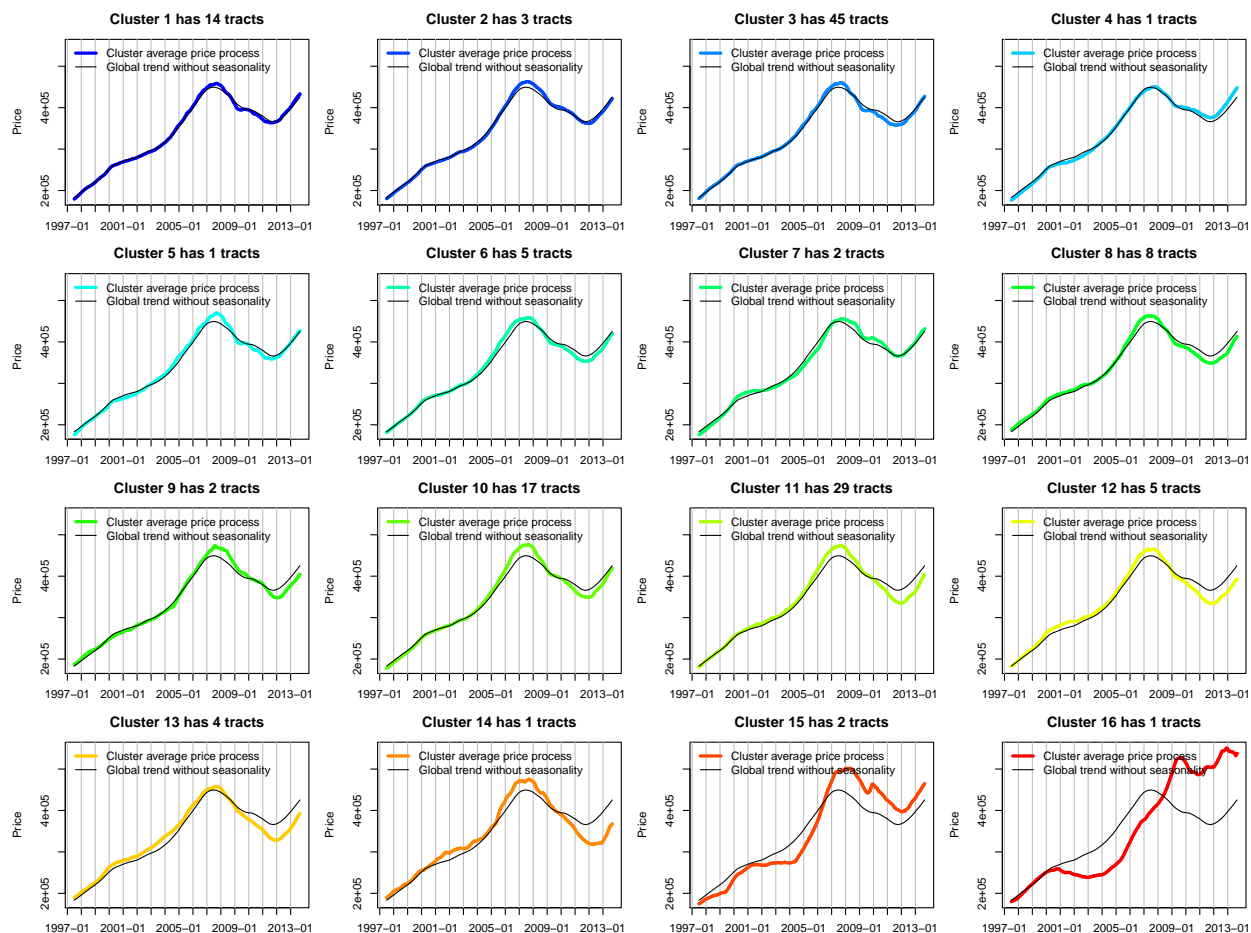 Cluster 1 has 14 tracts
Cluster average price process
Global trend without seasonality
Price
4e+05
2e+05
1997−01 2001−01 2005−01 2009−01 2013−01
Cluster 2 has 3 tracts
Cluster average price process
Global trend without seasonality
Price
4e+05
2e+05
1997−01 2001−01 2005−01 2009−01 2013−01
Cluster 3 has 45 tracts
Cluster average price process
Global trend without seasonality
Price
4e+05
2e+05
1997−01 2001−01 2005−01 2009−01 2013−01
Cluster 4 has 1 tracts
Cluster average price process
Global trend without seasonality
Price
4e+05
2e+05
1997−01 2001−01 2005−01 2009−01 2013−01
Cluster 5 has 1 tracts
Cluster average price process
Global trend without seasonality
Price
4e+05
2e+05
1997−01 2001−01 2005−01 2009−01 2013−01
Cluster 6 has 5 tracts
Cluster average price process
Global trend without seasonality
Price
4e+05
2e+05
1997−01 2001−01 2005−01 2009−01 2013−01
Cluster 7 has 2 tracts
Cluster average price process
Global trend without seasonality
Price
4e+05
2e+05
1997−01 2001−01 2005−01 2009−01 2013−01
Cluster 8 has 8 tracts
Cluster average price process
Global trend without seasonality
Price
4e+05
2e+05
1997−01 2001−01 2005−01 2009−01 2013−01
Cluster 9 has 2 tracts
Cluster average price process
Global trend without seasonality
Price
4e+05
2e+05
1997−01 2001−01 2005−01 2009−01 2013−01
Cluster 10 has 17 tracts
Cluster average price process
Global trend without seasonality
Price
4e+05
2e+05
1997−01 2001−01 2005−01 2009−01 2013−01
Cluster 11 has 29 tracts
Cluster average price process
Global trend without seasonality
Price
4e+05
2e+05
1997−01 2001−01 2005−01 2009−01 2013−01
Cluster 12 has 5 tracts
Cluster average price process
Global trend without seasonality
Price
4e+05
2e+05
1997−01 2001−01 2005−01 2009−01 2013−01
Cluster 13 has 4 tracts
Cluster average price process
Global trend without seasonality
Price
4e+05
2e+05
1997−01 2001−01 2005−01 2009−01 2013−01
Cluster 14 has 1 tracts
Cluster average price process
Global trend without seasonality
Price
4e+05
2e+05
1997−01 2001−01 2005−01 2009−01 2013−01
Cluster 15 has 2 tracts
Cluster average price process
Global trend without seasonality
Price
4e+05
2e+05
1997−01 2001−01 2005−01 2009−01 2013−01
Cluster 16 has 1 tracts
Cluster average price process
Global trend without seasonality
Price
4e+05
2e+05
1997−01 2001−01 2005−01 2009−01 2013−01